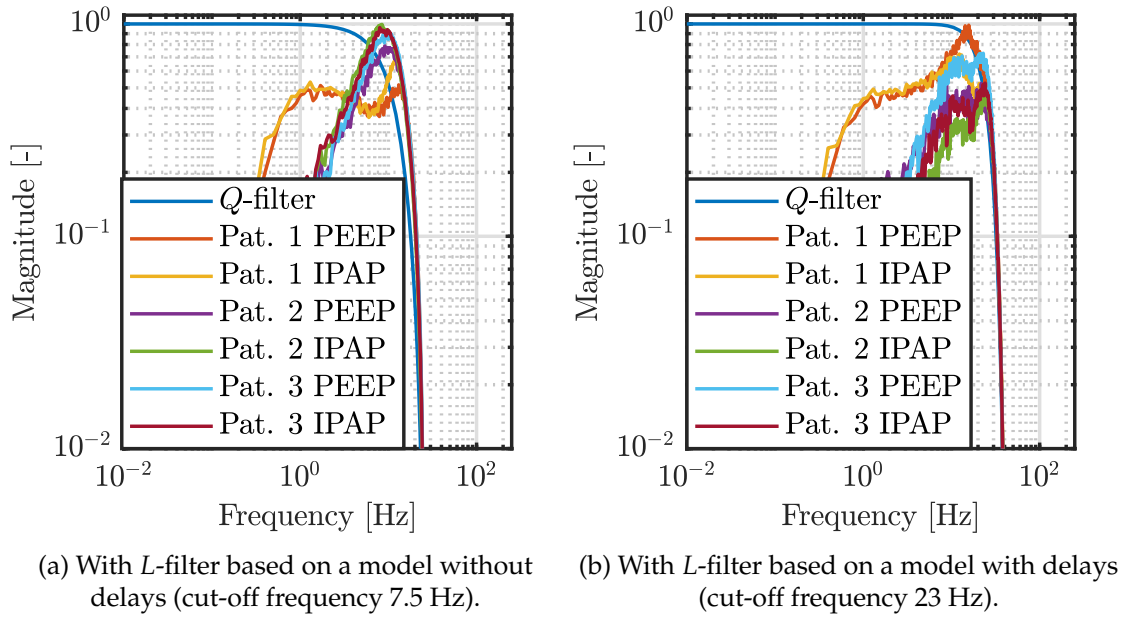 10^0
10^-1
10^-2
Magnitude [-]
Q-filter
Pat. 1 PEEP
Pat. 1 IPAP
Pat. 2 PEEP
Pat. 2 IPAP
Pat. 3 PEEP
Pat. 3 IPAP
10^-2
10^0
10^2
Frequency [Hz]
(a) With L-filter based on a model without
delays (cut-off frequency 7.5 Hz).
10^0
10^-1
10^-2
Magnitude [-]
Q-filter
Pat. 1 PEEP
Pat. 1 IPAP
Pat. 2 PEEP
Pat. 2 IPAP
Pat. 3 PEEP
Pat. 3 IPAP
10^-2
10^0
10^2
Frequency [Hz]
(b) With L-filter based on a model with delays
(cut-off frequency 23 Hz).